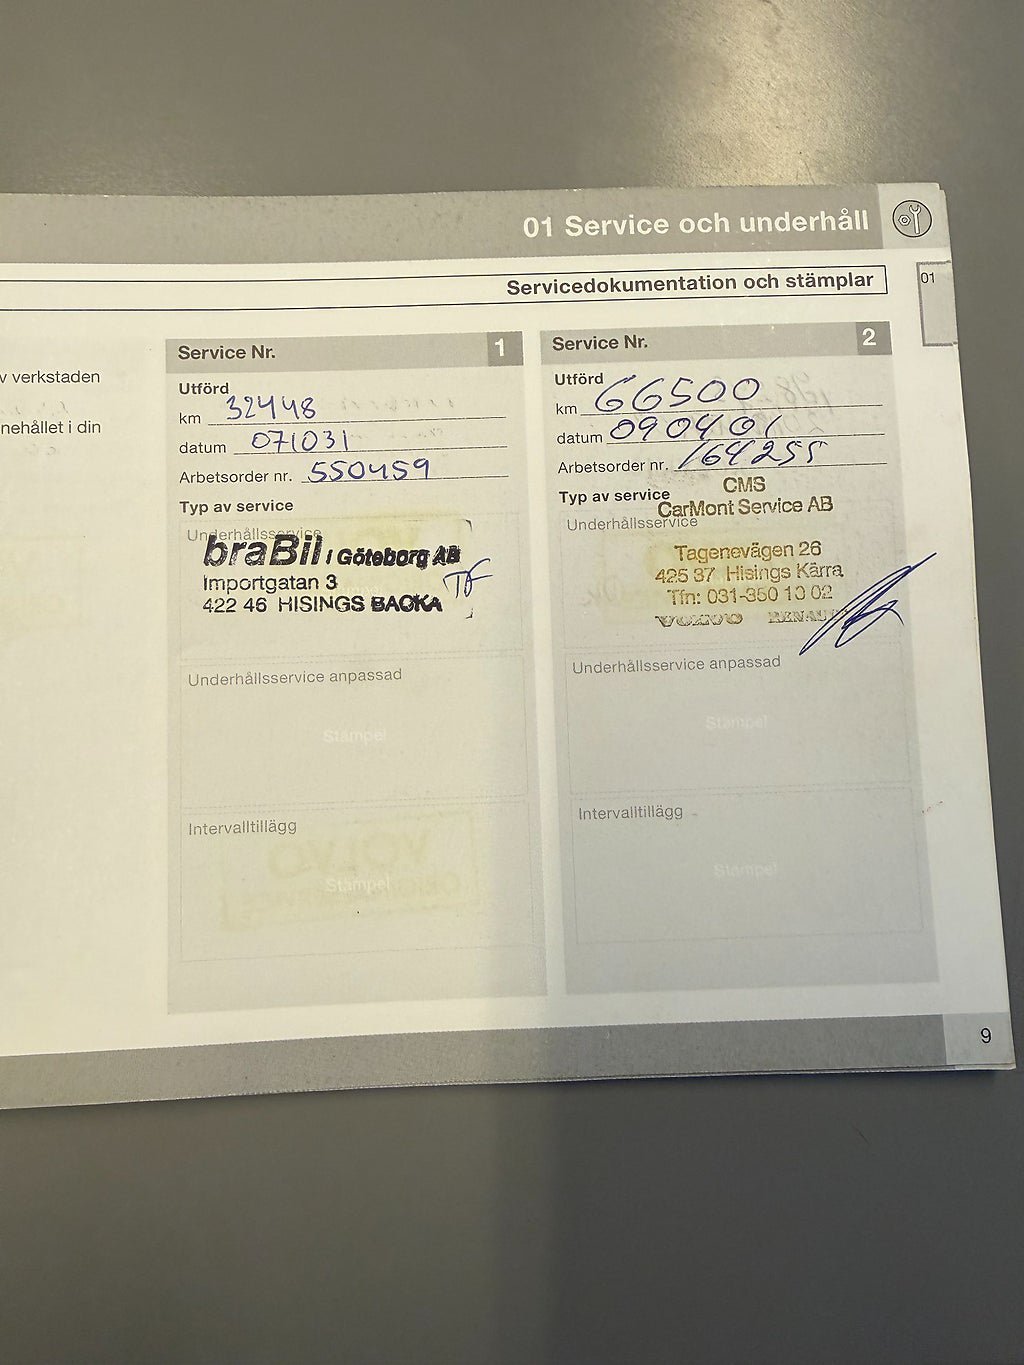 01 Service och underhåll
Servicedokumentation och stämplar
01
v verkstaden
nehållet i din
Service Nr. 1
Utförd
km 32448
datum 071031
Arbetsorder nr. 550459
Typ av service
Underhållsservice
braBil i Göteborg AB
Importgatan 3
422 46 HISINGS BACKA
Underhållsservice anpassad
Stämpel
Intervalltillägg
VOLVO
Stämpel
Service Nr. 2
Utförd
km 66500
datum 090401
Arbetsorder nr. 164255
Typ av service
CMS
CarMont Service AB
Underhållsservice
Tagenevägen 26
425 37 Hisings Kärra
Tfn: 031-350 10 02
VOLVO RENAULT
Underhållsservice anpassad
Stämpel
Intervalltillägg
Stämpel
9